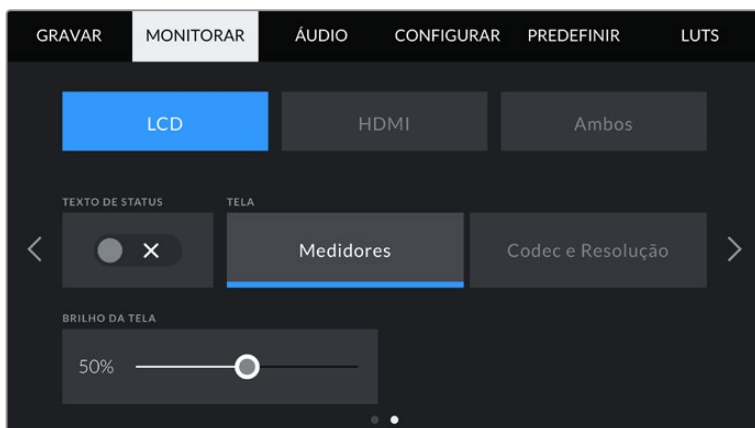 GRAVAR MONITORAR ÁUDIO CONFIGURAR PREDEFINIR LUTS
LCD HDMI Ambos
TEXTO DE STATUS TELA
Medidores Codec e Resolução
BRILHO DA TELA
50%